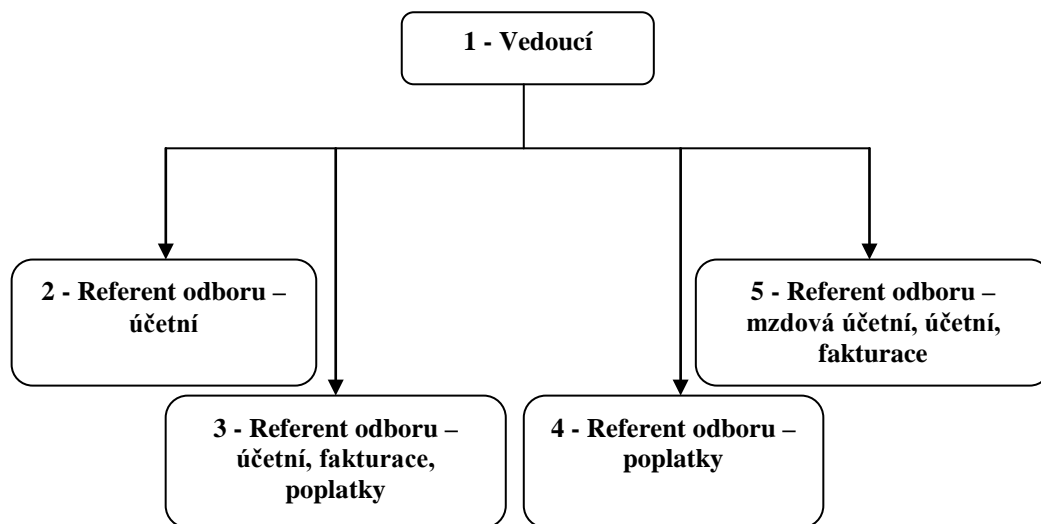 1 - Vedoucí
2 - Referent odboru –
účetní
5 - Referent odboru –
mzdová účetní, účetní,
fakturace
3 - Referent odboru –
účetní, fakturace,
poplatky
4 - Referent odboru –
poplatky